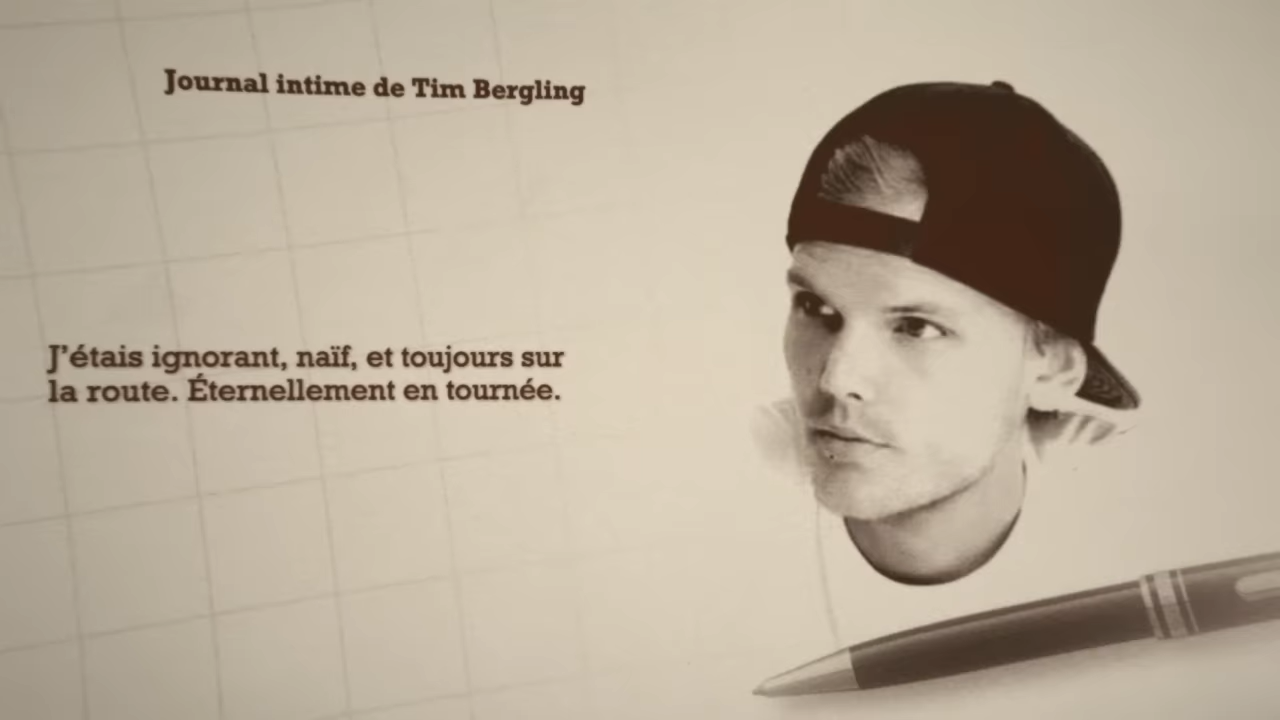 Journal intime de Tim Bergling
J'étais ignorant, naïf, et toujours sur
la route. Éternellement en tournée.